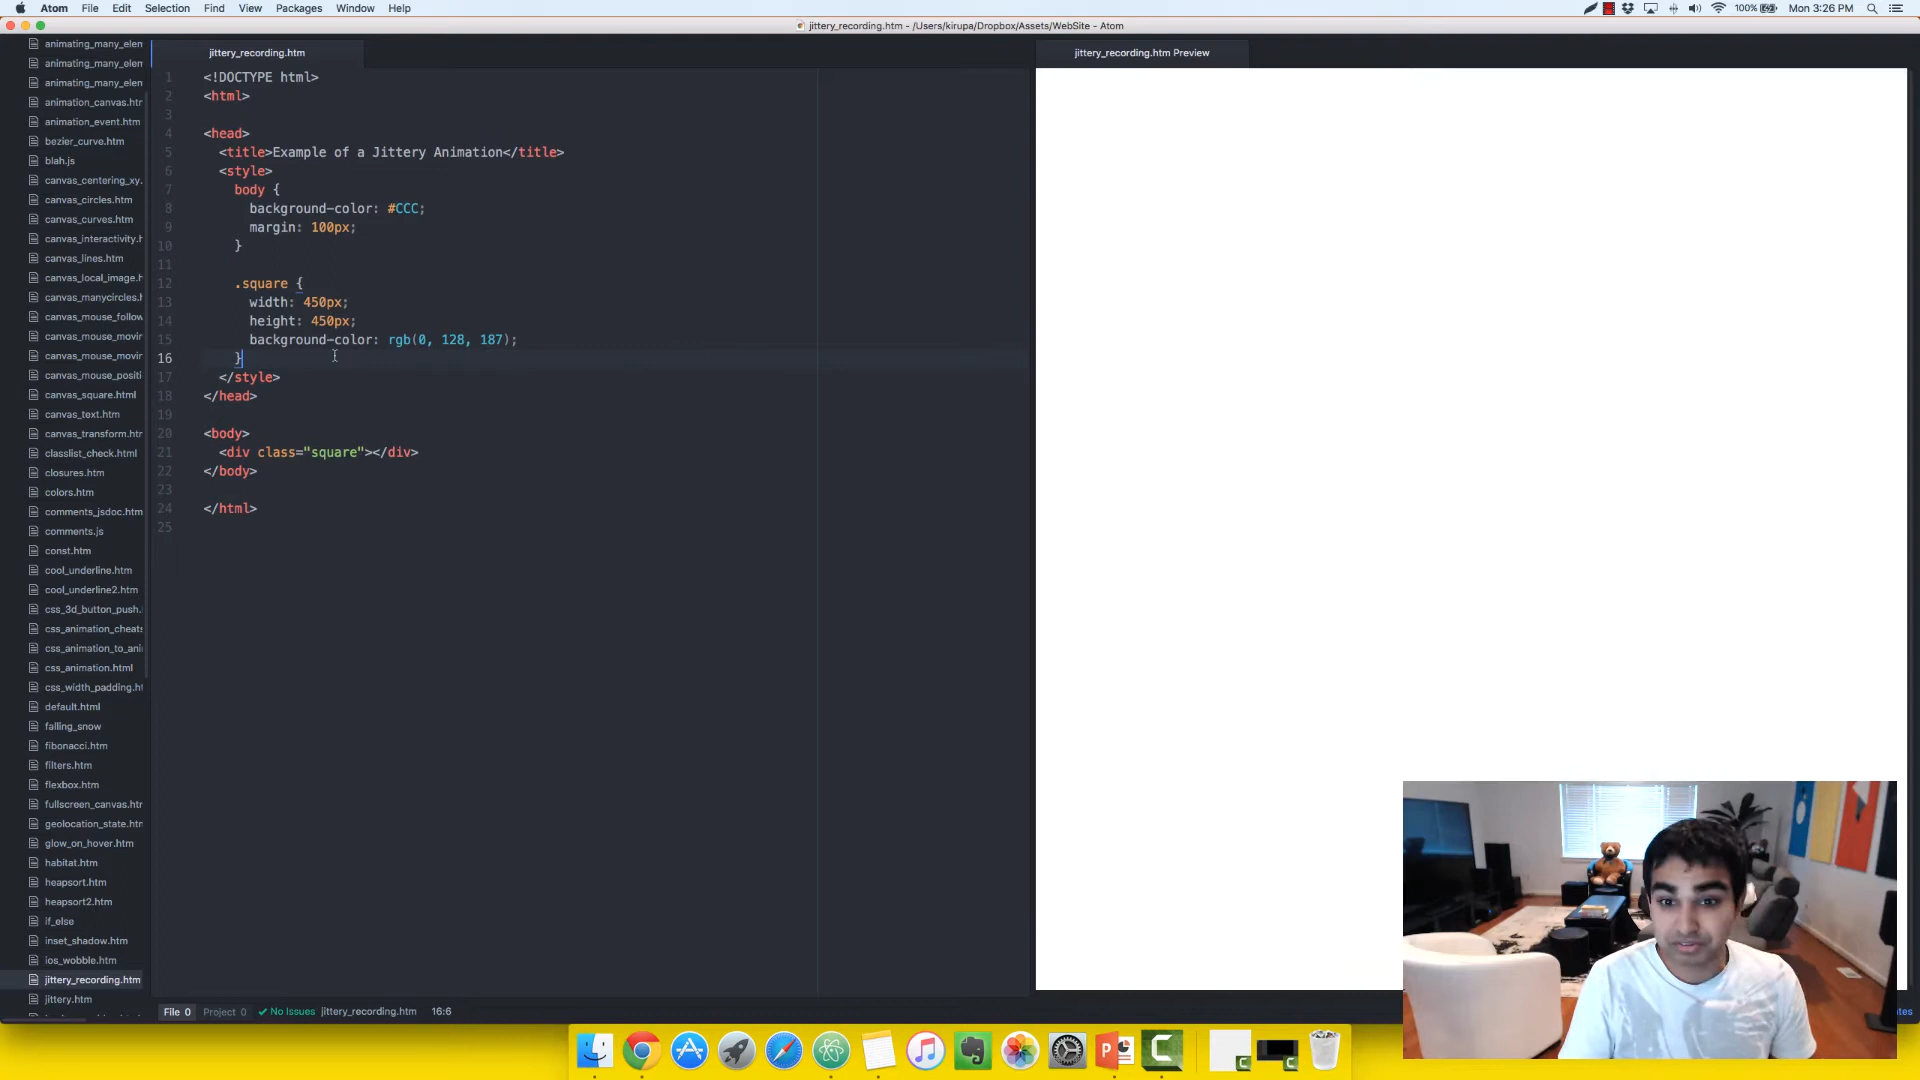 Atom File Edit Selection Find View Packages Window Help
100% Mon 3:26 PM
jittery_recording.htm - /Users/kirupa/Dropbox/Assets/WebSite - Atom
animating_many_elem
animating_many_elem
animating_many_elem
animation_canvas.htm
animation_event.htm
bezier_curve.htm
blah.js
canvas_centering_xy.
canvas_circles.htm
canvas_curves.htm
canvas_interactivity.h
canvas_lines.htm
canvas_local_image.h
canvas_manycircles.h
canvas_mouse_follow
canvas_mouse_movir
canvas_mouse_movir
canvas_mouse_positi
canvas_square.html
canvas_text.htm
canvas_transform.htr
classlist_check.html
closures.htm
colors.htm
comments_jsdoc.htm
comments.js
const.htm
cool_underline.htm
cool_underline2.htm
css_3d_button_push.
css_animation_cheats
css_animation_to_ani
css_animation.html
css_width_padding.ht
default.html
falling_snow
fibonacci.htm
filters.htm
flexbox.htm
fullscreen_canvas.htr
geolocation_state.htn
glow_on_hover.htm
habitat.htm
heapsort.htm
heapsort2.htm
if_else
inset_shadow.htm
ios_wobble.htm
jittery_recording.htm
jittery.htm
jittery_recording.htm
1 <!DOCTYPE html>
2 <html>
3
4 <head>
5 <title>Example of a Jittery Animation</title>
6 <style>
7 body {
8 background-color: #CCC;
9 margin: 100px;
10 }
11
12 .square {
13 width: 450px;
14 height: 450px;
15 background-color: rgb(0, 128, 187);
16 }
17 </style>
18 </head>
19
20 <body>
21 <div class="square"></div>
22 </body>
23
24 </html>
25
jittery_recording.htm Preview
File 0 Project 0 No Issues jittery_recording.htm 16:6